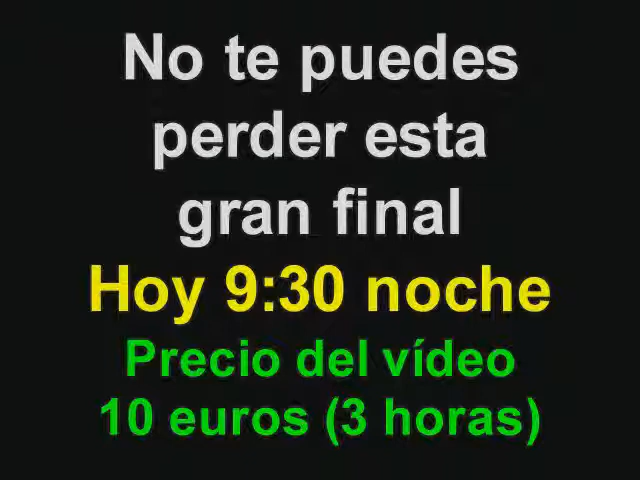 No te puedes
perder esta
gran final
Hoy 9:30 noche
Precio del vídeo
10 euros (3 horas)